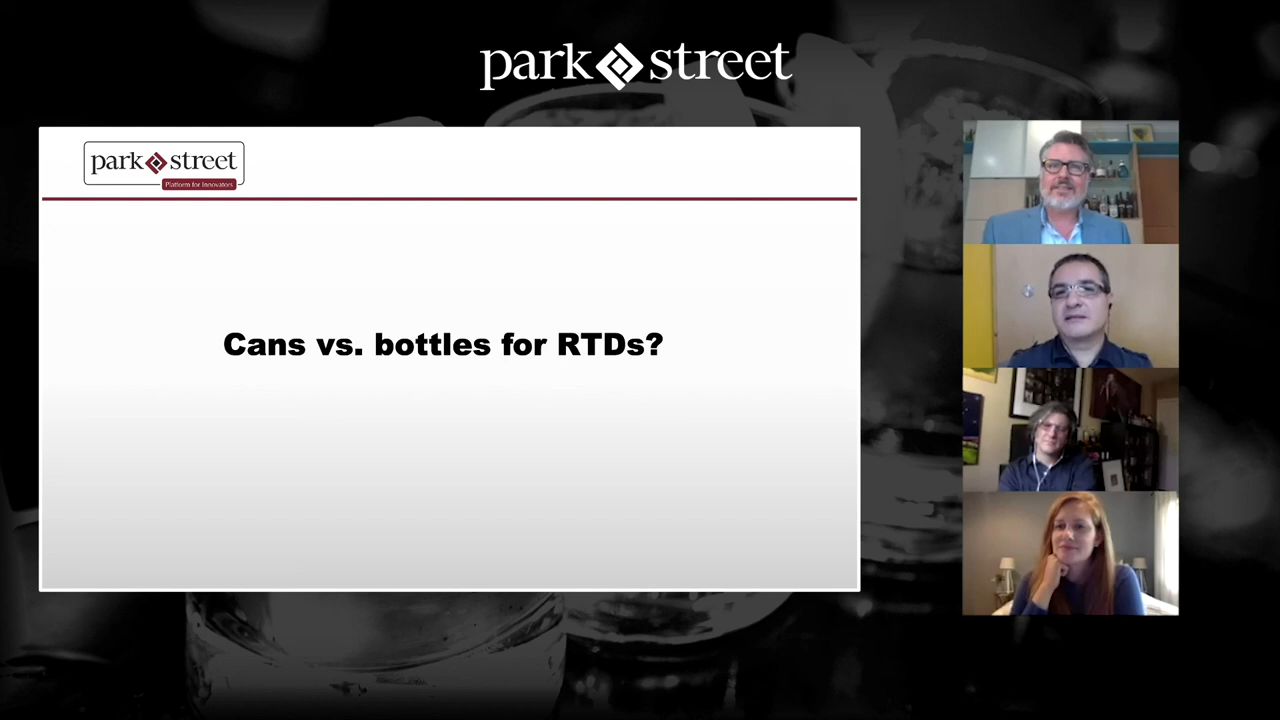 park street
park street
Platform for Innovators
Cans vs. bottles for RTDs?